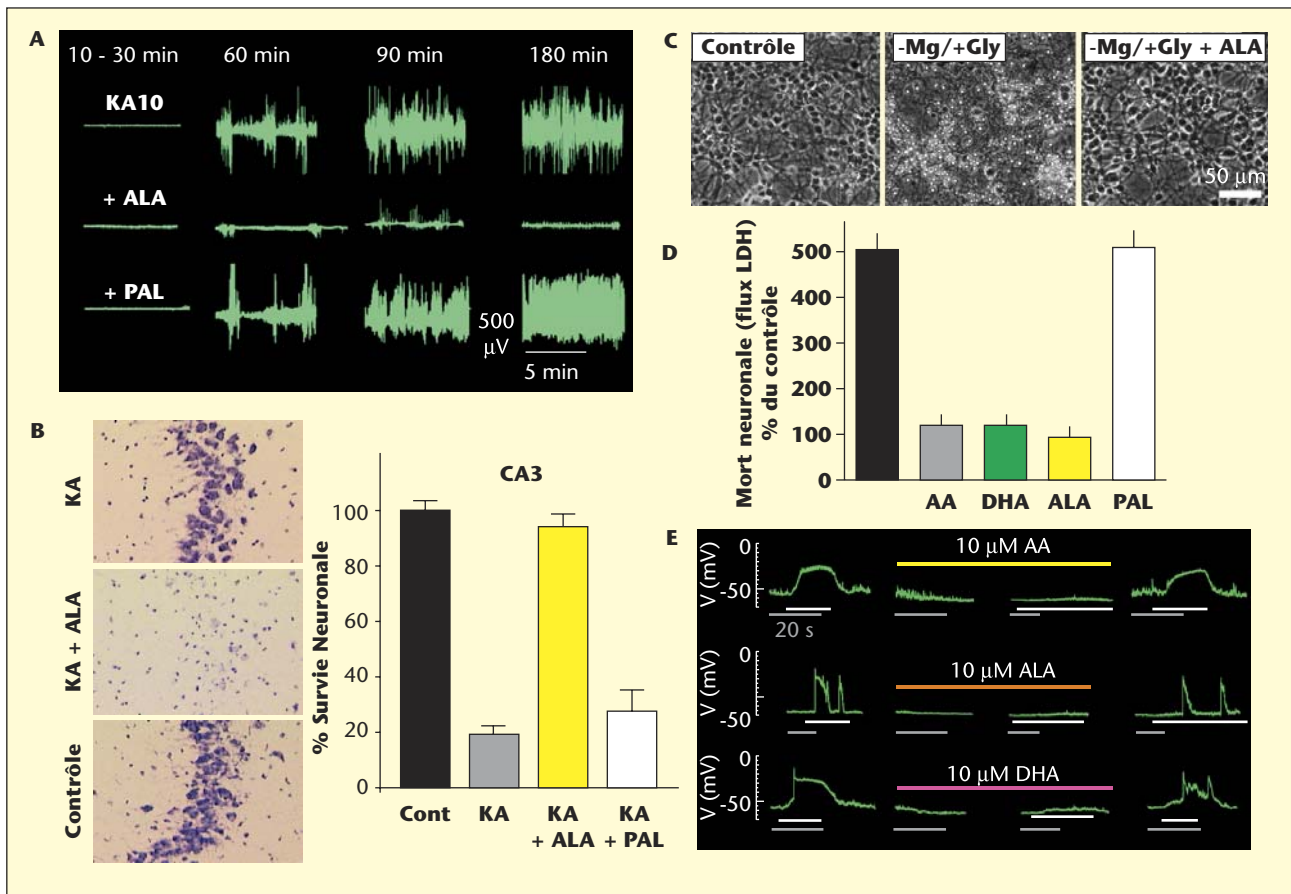 A
10 - 30 min 60 min 90 min 180 min
KA10
+ ALA
+ PAL
500
µV
5 min
B
KA
KA + ALA
Contrôle
% Survie Neuronale
CA3
100
80
60
40
20
0
Cont KA KA KA
+ ALA + PAL
C
Contrôle -Mg/+Gly -Mg/+Gly + ALA
50 µm
D
Mort neuronale (flux LDH)
% du contrôle
500
400
300
200
100
0
AA DHA ALA PAL
E
V (mV)
0
-50
10 µM AA
20 s
V (mV)
0
-50
10 µM ALA
V (mV)
0
-50
10 µM DHA